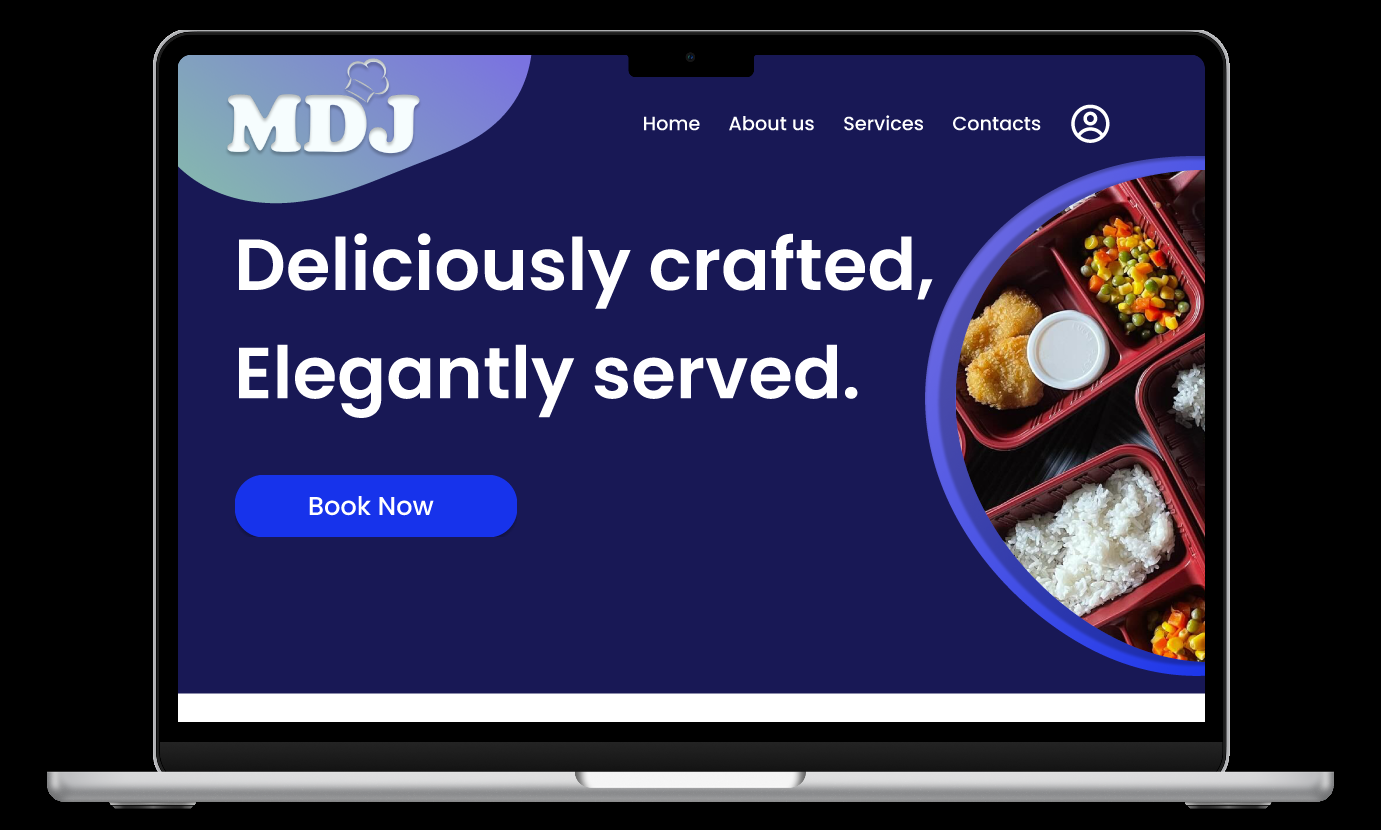 MDJ
Home About us Services Contacts
Deliciously crafted,
Elegantly served.
Book Now